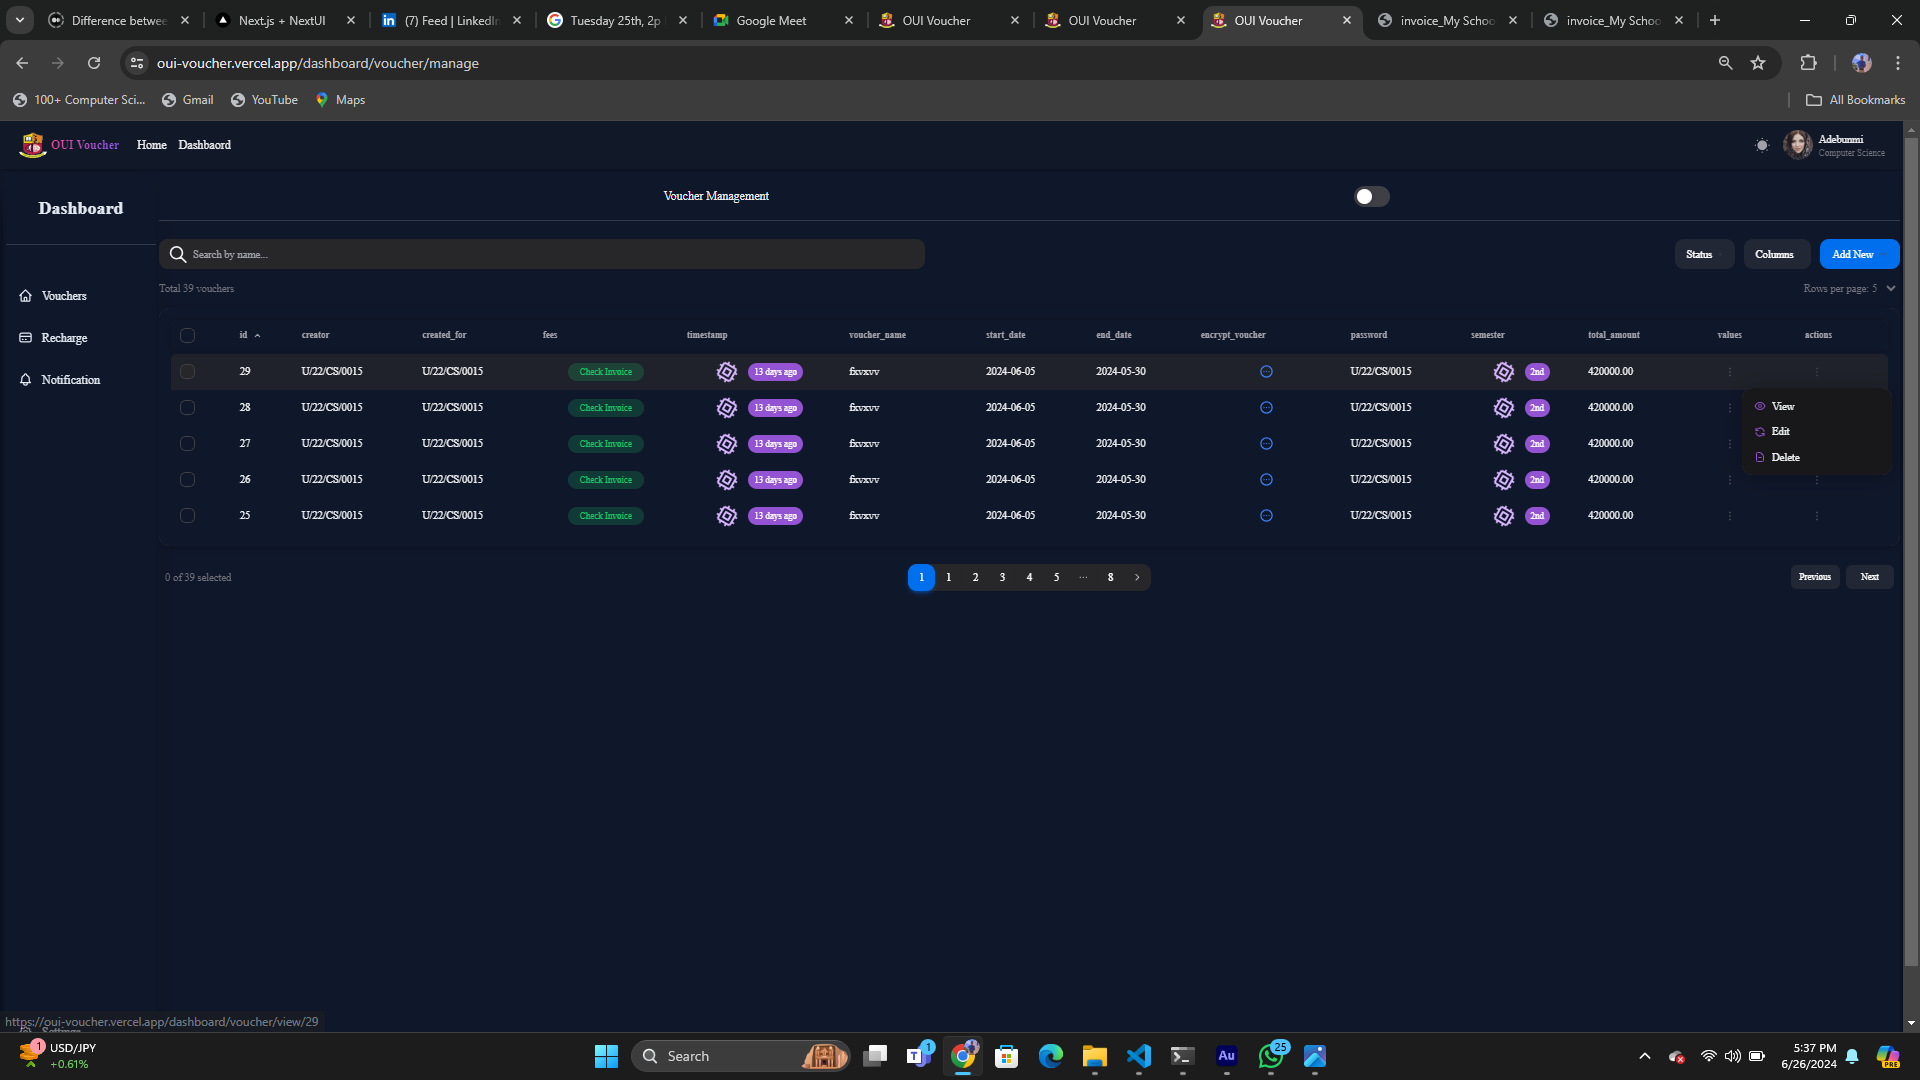 Difference betwee
Next.js + NextUI
(7) Feed | LinkedIn
Tuesday 25th, 2p
Google Meet
OUI Voucher
OUI Voucher
OUI Voucher
invoice_My Schoo
invoice_My Schoo
oui-voucher.vercel.app/dashboard/voucher/manage
100+ Computer Sci...
Gmail
YouTube
Maps
All Bookmarks
OUI Voucher
Home
Dashbaord
Adebunmi
Computer Science
Dashboard
Voucher Management
Search by name...
Status
Columns
Add New
Total 39 vouchers
Rows per page: 5
Vouchers
Recharge
Notification
id creator created_for fees timestamp voucher_name start_date end_date encrypt_voucher password semester total_amount values actions
29 U/22/CS/0015 U/22/CS/0015 Check Invoice 13 days ago fxvxvv 2024-06-05 2024-05-30 U/22/CS/0015 2nd 420000.00
28 U/22/CS/0015 U/22/CS/0015 Check Invoice 13 days ago fxvxvv 2024-06-05 2024-05-30 U/22/CS/0015 2nd 420000.00
27 U/22/CS/0015 U/22/CS/0015 Check Invoice 13 days ago fxvxvv 2024-06-05 2024-05-30 U/22/CS/0015 2nd 420000.00
26 U/22/CS/0015 U/22/CS/0015 Check Invoice 13 days ago fxvxvv 2024-06-05 2024-05-30 U/22/CS/0015 2nd 420000.00
25 U/22/CS/0015 U/22/CS/0015 Check Invoice 13 days ago fxvxvv 2024-06-05 2024-05-30 U/22/CS/0015 2nd 420000.00
View
Edit
Delete
0 of 39 selected
1 1 2 3 4 5 ... 8
Previous
Next
Settings
https://oui-voucher.vercel.app/dashboard/voucher/view/29
1
USD/JPY
+0.61%
Search
T
1
Au
25
5:37 PM
6/26/2024
PRE